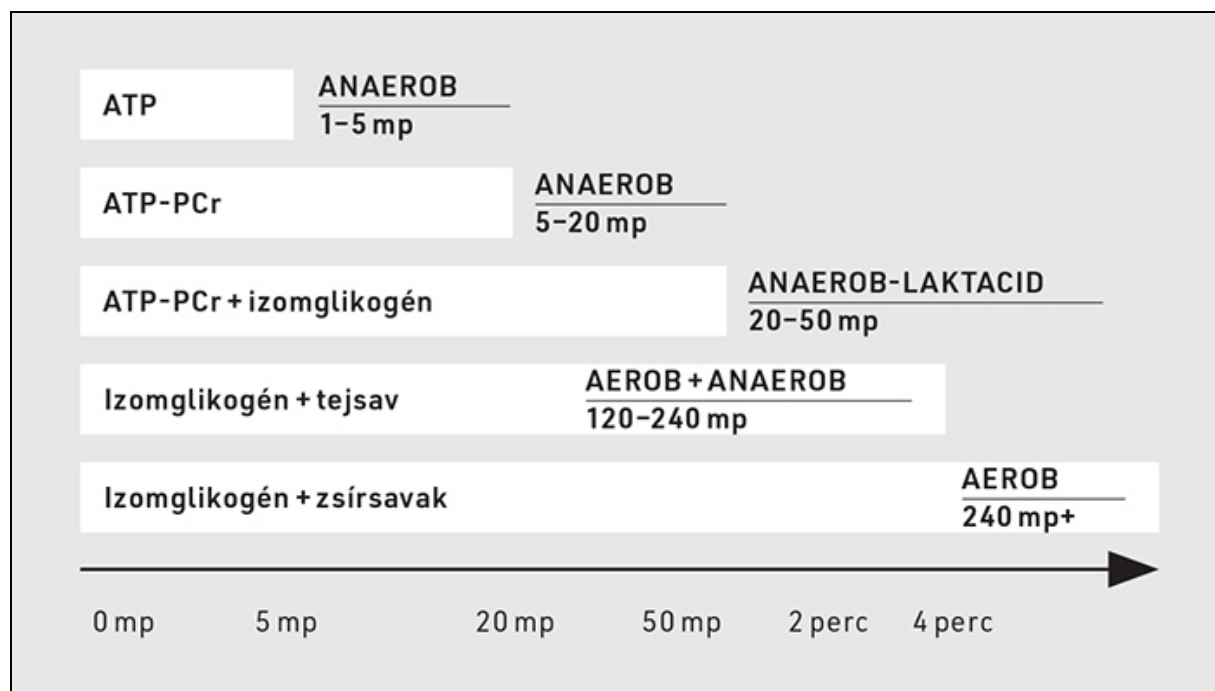 ATP
ANAEROB
1–5 mp
ATP-PCr
ANAEROB
5–20 mp
ATP-PCr + izomglikogén
ANAEROB-LAKTACID
20–50 mp
Izomglikogén + tejsav
AEROB + ANAEROB
120–240 mp
Izomglikogén + zsírsavak
AEROB
240 mp+
0 mp 5 mp 20 mp 50 mp 2 perc 4 perc